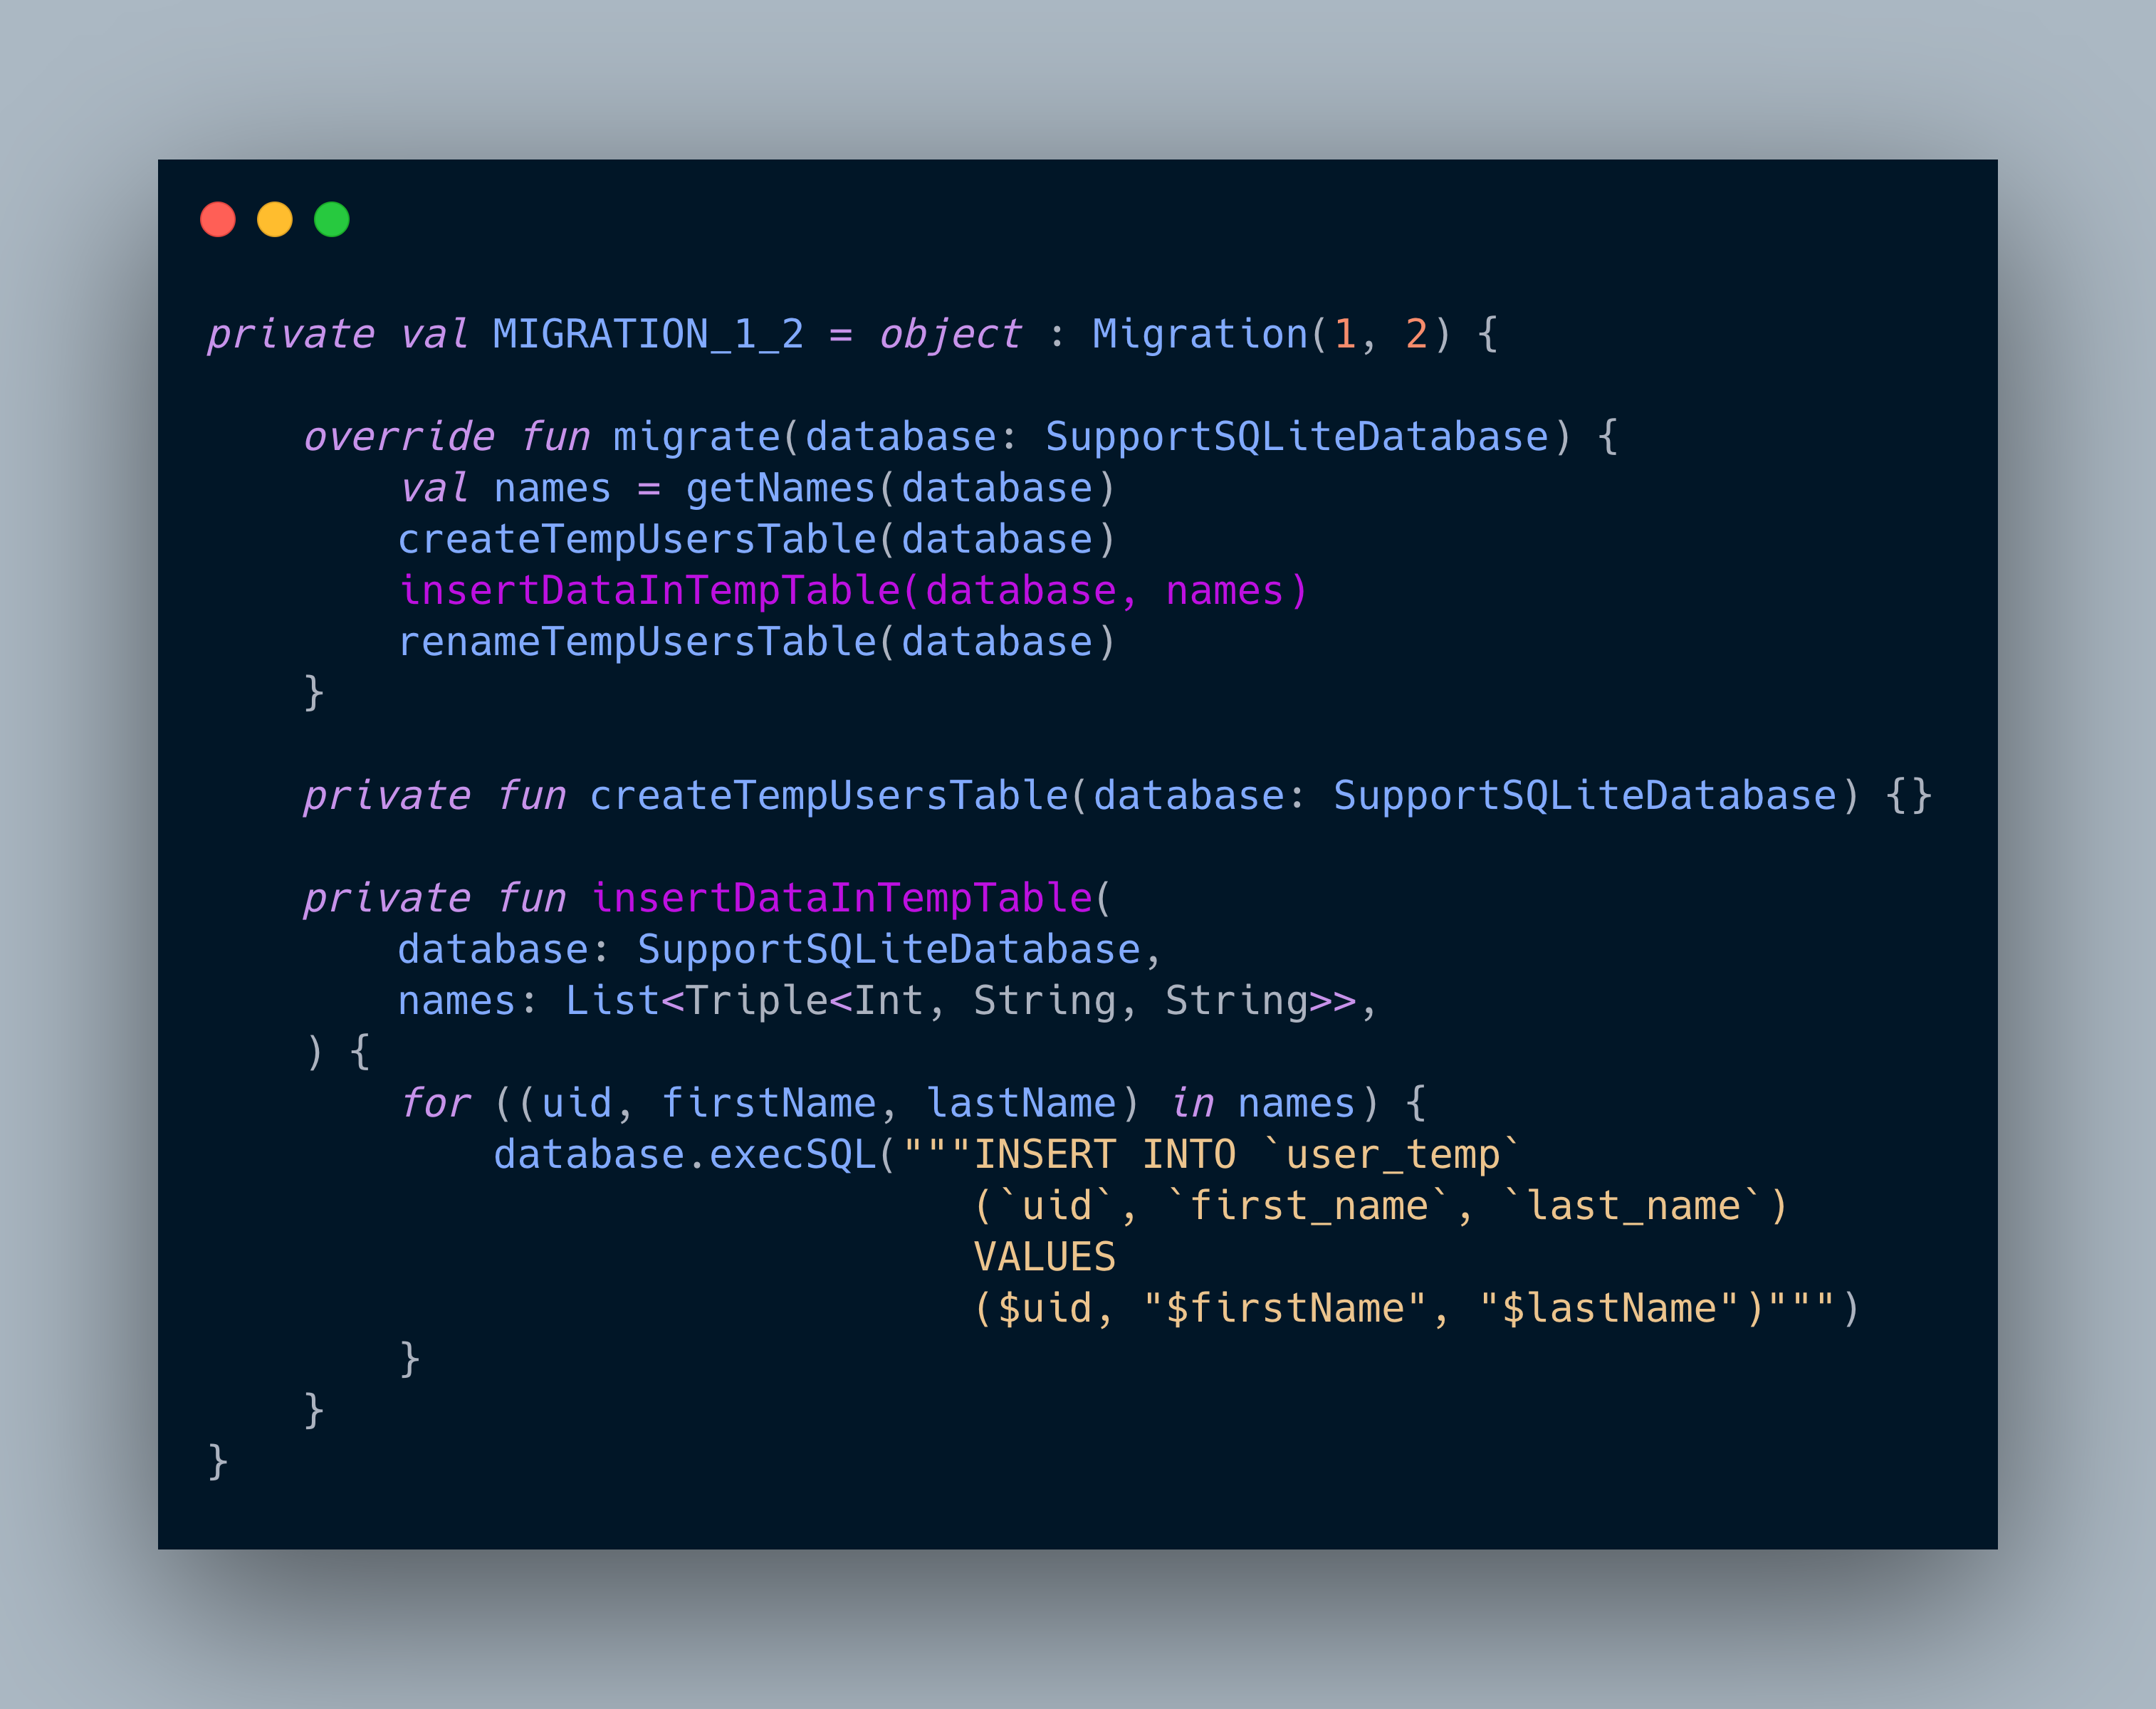 private val MIGRATION_1_2 = object : Migration(1, 2) {
override fun migrate(database: SupportSQLiteDatabase) {
val names = getNames(database)
createTempUsersTable(database)
insertDataInTempTable(database, names)
renameTempUsersTable(database)
}
private fun createTempUsersTable(database: SupportSQLiteDatabase) {}
private fun insertDataInTempTable(
database: SupportSQLiteDatabase,
names: List<Triple<Int, String, String>>,
) {
for ((uid, firstName, lastName) in names) {
database.execSQL("""INSERT INTO `user_temp`
(`uid`, `first_name`, `last_name`)
VALUES
($uid, "$firstName", "$lastName")""")
}
}
}